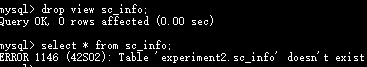 mysql> drop view sc_info;
Query OK, 0 rows affected (0.00 sec)
mysql> select * from sc_info;
ERROR 1146 (42S02): Table 'experiment2.sc_info' doesn't exist
mysql>